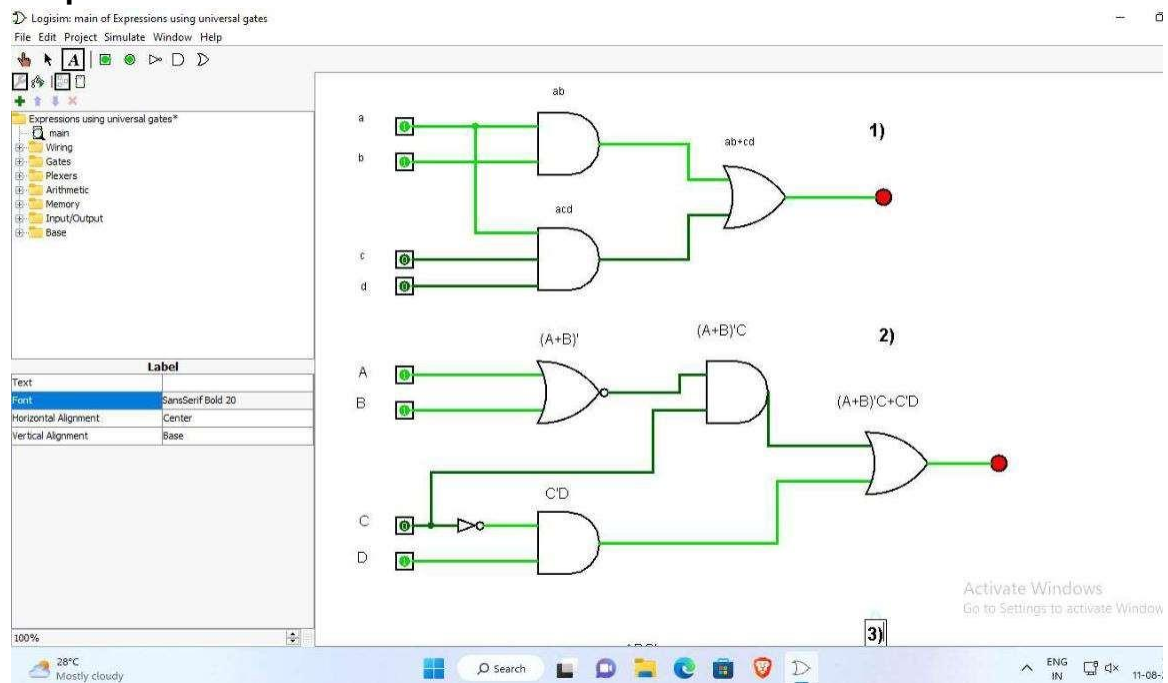 Logisim: main of Expressions using universal gates
File Edit Project Simulate Window Help
A
Expressions using universal gates*
main
Wiring
Gates
Plexers
Arithmetic
Memory
Input/Output
Base
Label
Text
Font SansSerif Bold 20
Horizontal Alignment Center
Vertical Alignment Base
100%
ab
a
b
ab+cd
1)
acd
c
d
(A+B)'
(A+B)'C
2)
A
B
(A+B)'C+C'D
C'D
C
D
Activate Windows
Go to Settings to activate Window
3)
28°C
Mostly cloudy
Search
ENG
IN
11-08-